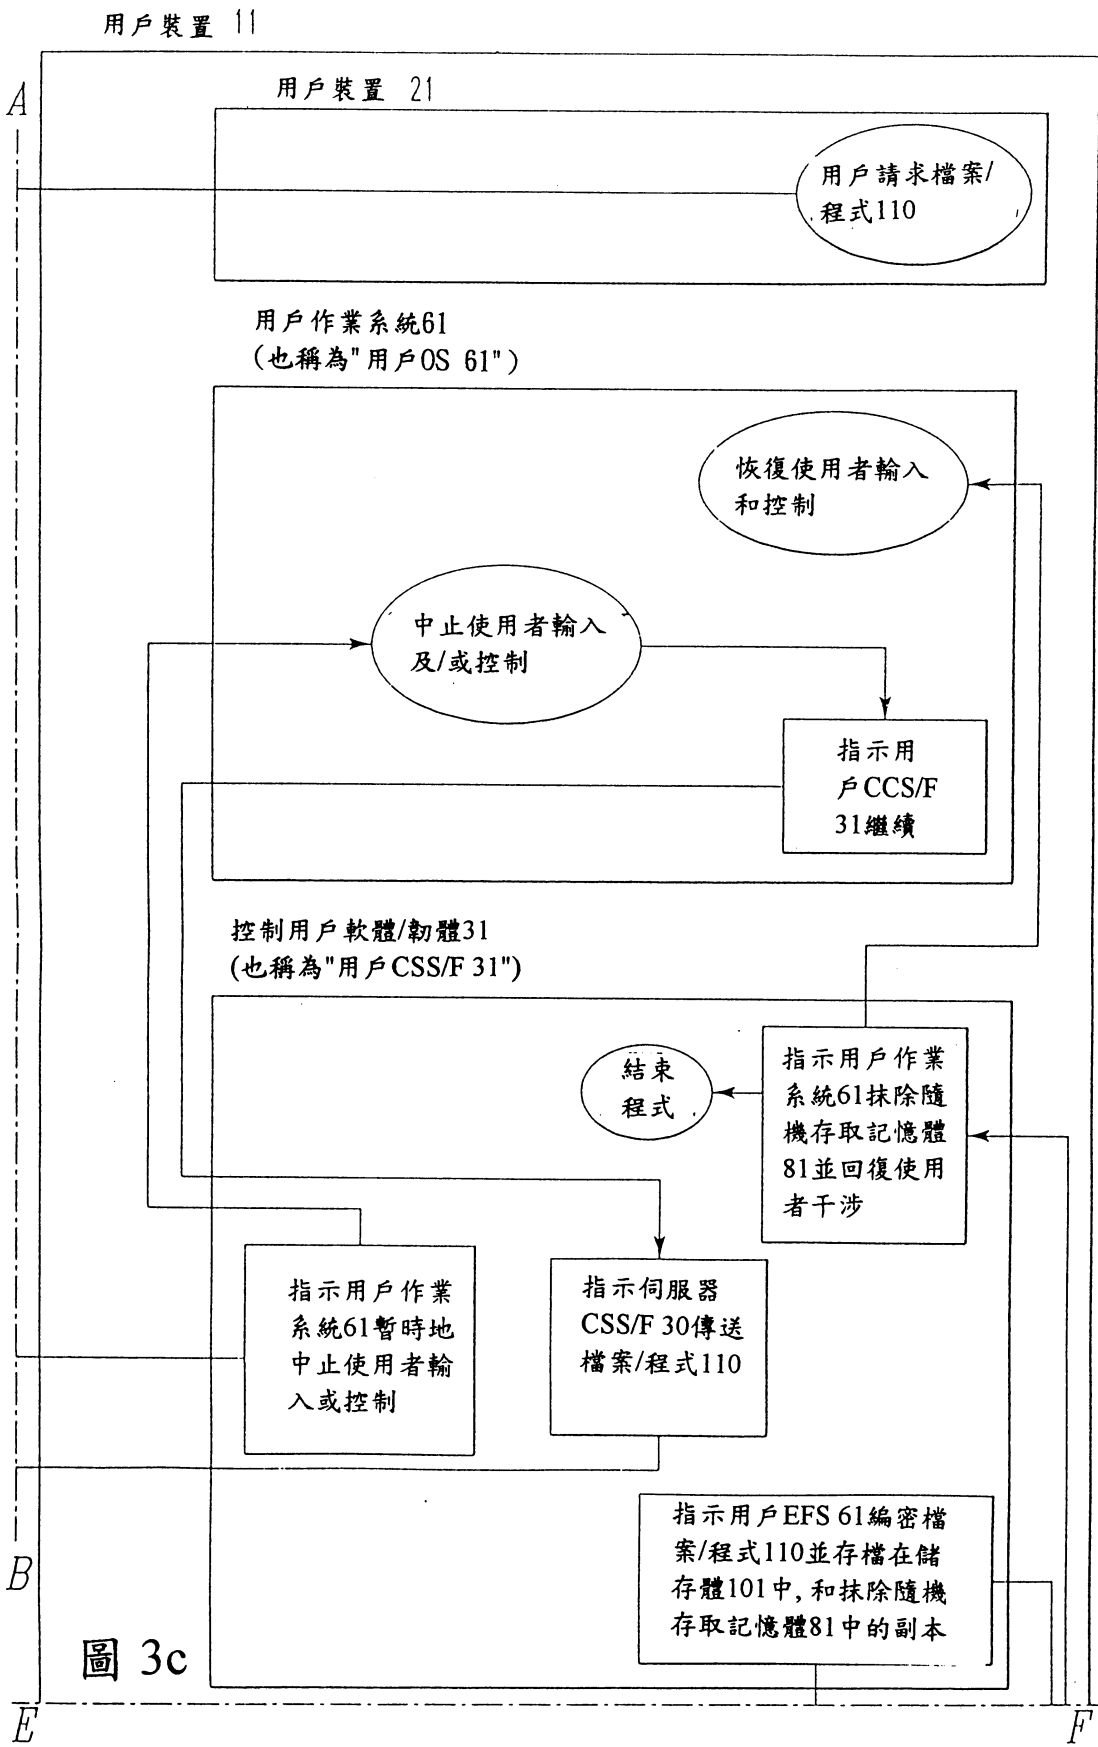 用戶裝置 11
A
用戶裝置 21
用戶請求檔案/
程式110
用戶作業系統61
(也稱為"用戶OS 61")
恢復使用者輸入
和控制
中止使用者輸入
及/或控制
指示用
戶CCS/F
31繼續
控制用戶軟體/韌體31
(也稱為"用戶CSS/F 31")
結束
程式
指示用戶作業
系統61抹除隨
機存取記憶體
81並回復使用
者干涉
指示用戶作業
系統61暫時地
中止使用者輸
入或控制
指示伺服器
CSS/F 30傳送
檔案/程式110
指示用戶EFS 61編密檔
案/程式110並存檔在儲
存體101中, 和抹除隨機
存取記憶體81中的副本
B
圖 3c
E
F